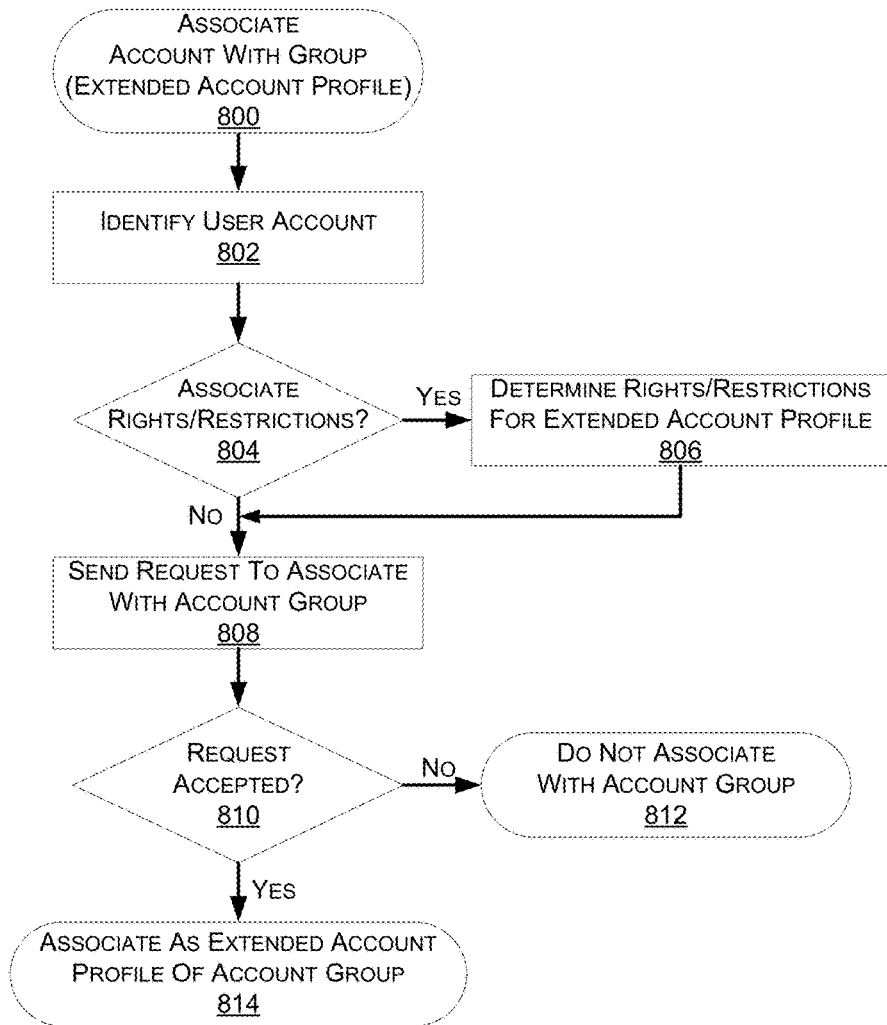 ASSOCIATE
ACCOUNT WITH GROUP
(EXTENDED ACCOUNT PROFILE)
800
IDENTIFY USER ACCOUNT
802
ASSOCIATE
RIGHTS/RESTRICTIONS?
804
YES
DETERMINE RIGHTS/RESTRICTIONS
FOR EXTENDED ACCOUNT PROFILE
806
NO
SEND REQUEST TO ASSOCIATE
WITH ACCOUNT GROUP
808
REQUEST
ACCEPTED?
810
NO
DO NOT ASSOCIATE
WITH ACCOUNT GROUP
812
YES
ASSOCIATE AS EXTENDED ACCOUNT
PROFILE OF ACCOUNT GROUP
814